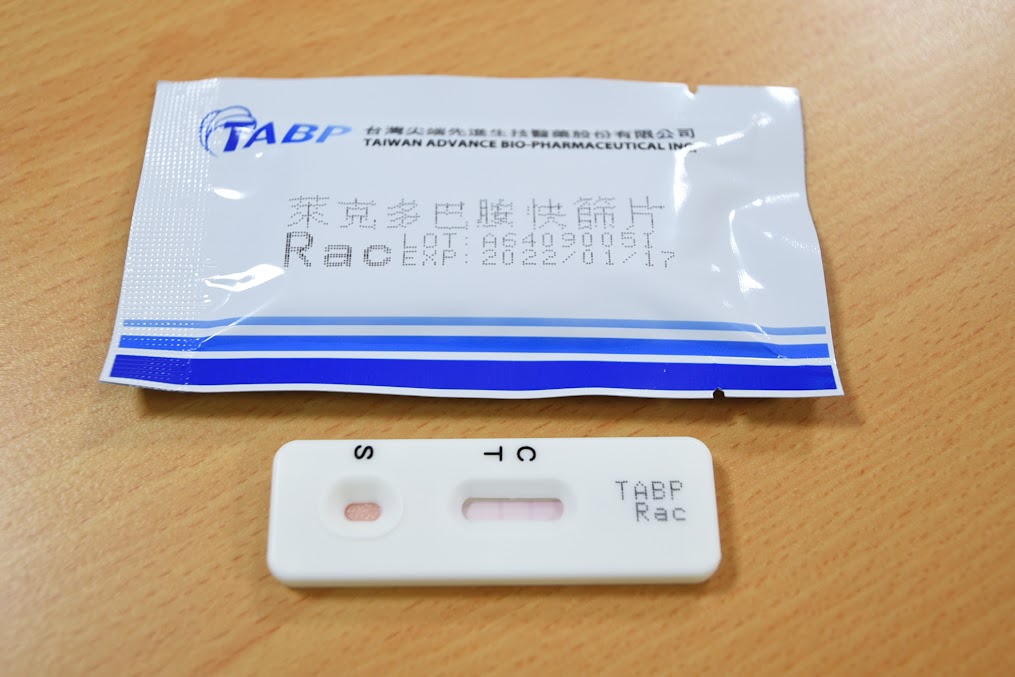 TABP 台灣尖端先進生技醫藥股份有限公司
TAIWAN ADVANCE BIO-PHARMACEUTICAL INC.
萊克多巴胺快篩片
Rac LOT: A6409005I
EXP: 2022/01/17
S T C
TABP
Rac